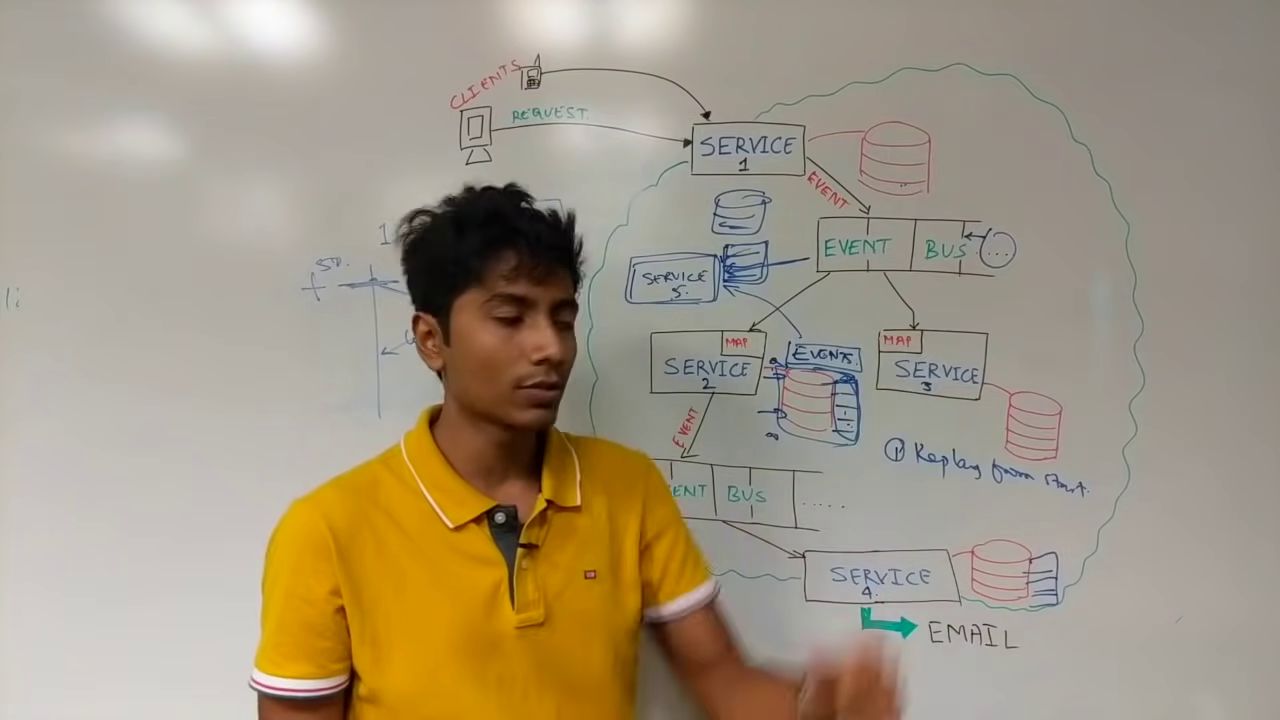 CLIENTS
REQUEST
SERVICE
1
EVENT
EVENT BUS ...
SERVICE
5.
1
SP.
MAP
SERVICE
2
EVENTS
MAP
SERVICE
3
EVENT
① Replay from start.
ENT BUS .....
SERVICE
4.
EMAIL